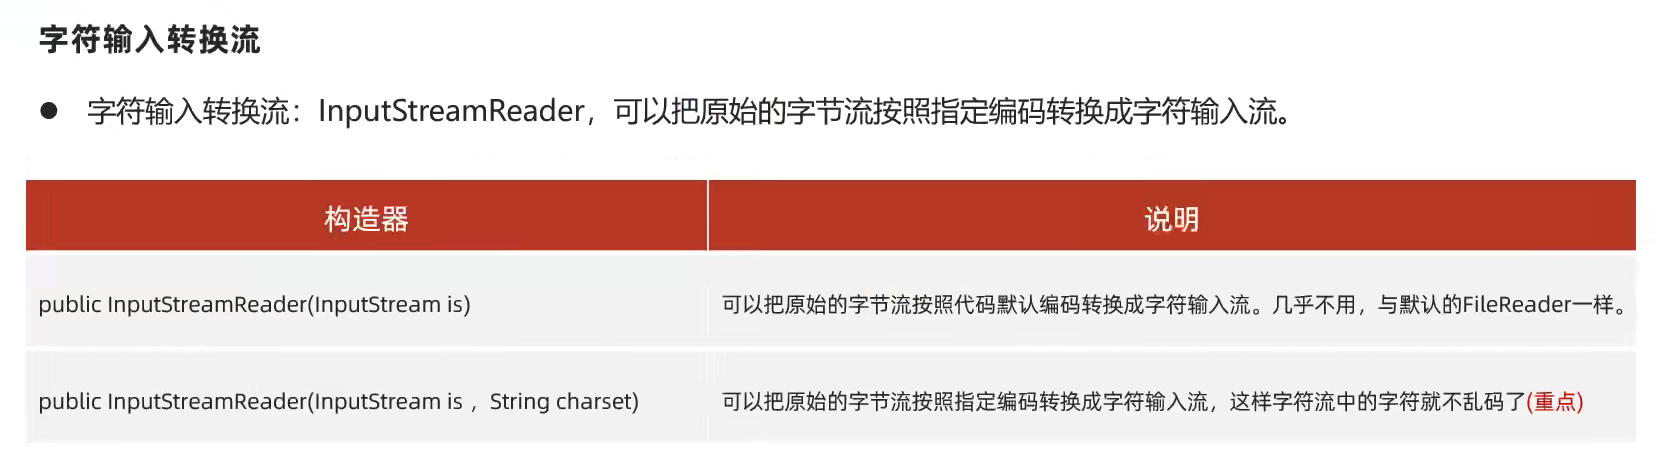 字符输入转换流
● 字符输入转换流：InputStreamReader，可以把原始的字节流按照指定编码转换成字符输入流。
构造器 说明
public InputStreamReader(InputStream is) 可以把原始的字节流按照代码默认编码转换成字符输入流。几乎不用，与默认的FileReader一样。
public InputStreamReader(InputStream is ，String charset) 可以把原始的字节流按照指定编码转换成字符输入流，这样字符流中的字符就不乱码了(重点)